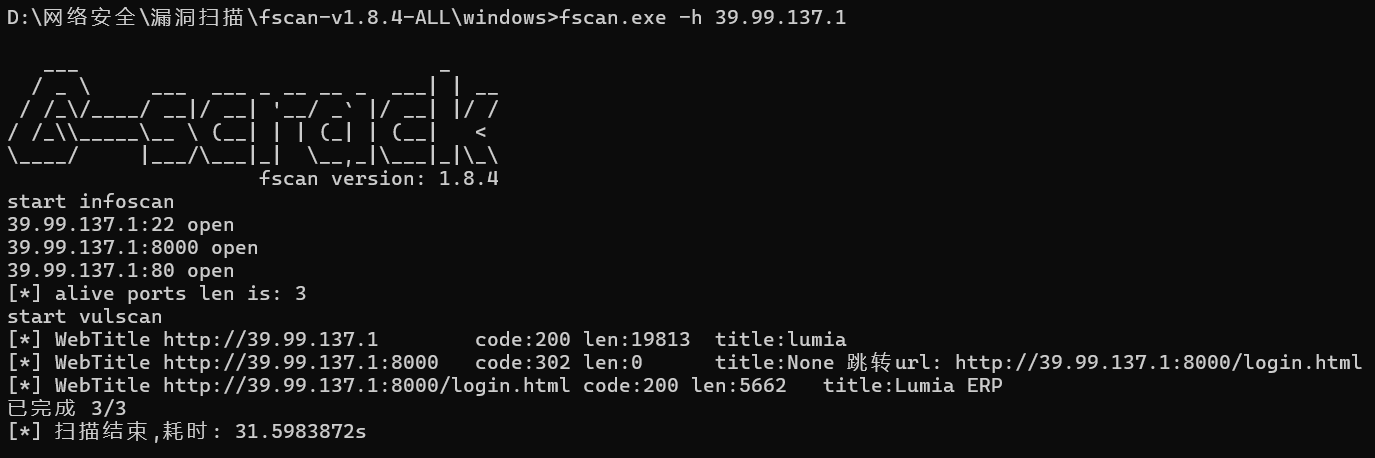 D:\网络安全\漏洞扫描\fscan-v1.8.4-ALL\windows>fscan.exe -h 39.99.137.1
   ___                              _
  / _ \     ___  ___ _ __ __ _  ___| | __
 / /_\/____/ __|/ __| '__/ _` |/ __| |/ /
/ /_\\_____\__ \ (__| | | (_| | (__|   <
\____/     |___/\___|_|  \__,_|\___|_|\_\
                     fscan version: 1.8.4
start infoscan
39.99.137.1:22 open
39.99.137.1:8000 open
39.99.137.1:80 open
[*] alive ports len is: 3
start vulscan
[*] WebTitle http://39.99.137.1        code:200 len:19813  title:lumia
[*] WebTitle http://39.99.137.1:8000   code:302 len:0      title:None 跳转url: http://39.99.137.1:8000/login.html
[*] WebTitle http://39.99.137.1:8000/login.html code:200 len:5662   title:Lumia ERP
已完成 3/3
[*] 扫描结束,耗时: 31.5983872s